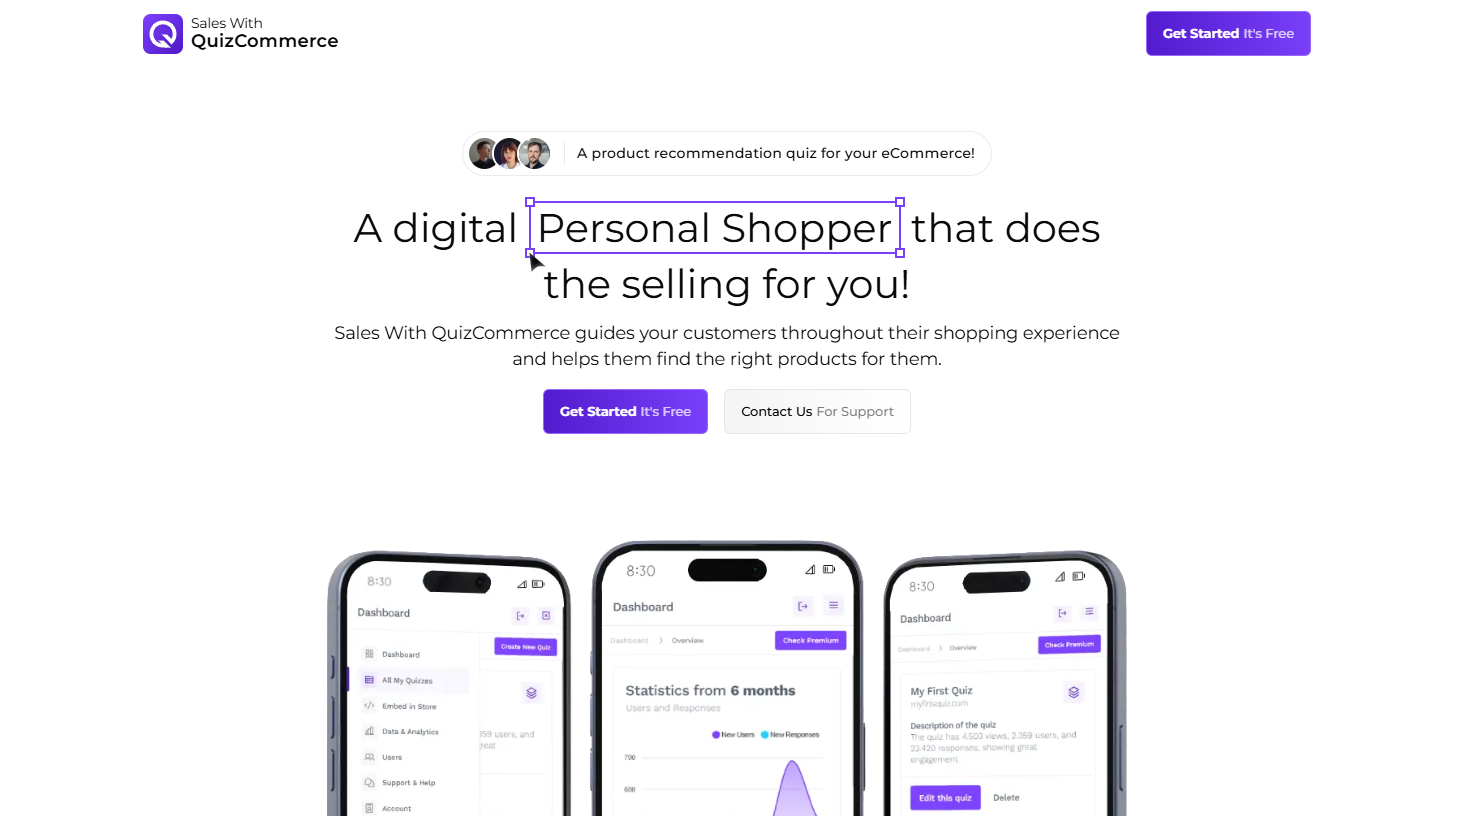 Sales With
QuizCommerce
Get Started It's Free
A product recommendation quiz for your eCommerce!
A digital Personal Shopper that does
the selling for you!
Sales With QuizCommerce guides your customers throughout their shopping experience
and helps them find the right products for them.
Get Started It's Free
Contact Us For Support
8:30
Dashboard
Create New Quiz
Dashboard
All My Quizzes
Embed in Store
Data & Analytics
Users
Support & Help
Account
359 users, and
great
8:30
Dashboard
Dashboard
Overview
Check Premium
Statistics from 6 months
Users and Responses
New Users
New Responses
700
600
8:30
Dashboard
Dashboard
Overview
Check Premium
My First Quiz
myfirstquiz.com
Description of the quiz
The quiz has 4.503 views, 2.359 users, and
23.420 responses, showing great
engagement.
Edit this quiz
Delete